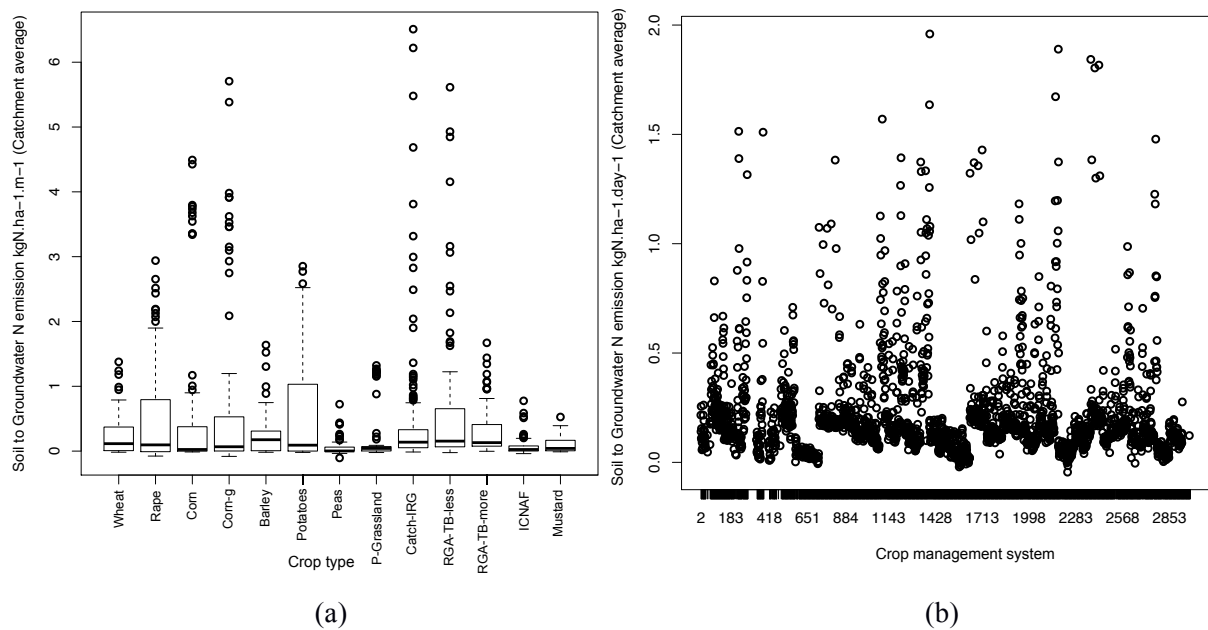 Soil to Groundwater N emission kgN.ha−1.m−1 (Catchment average)
6
5
4
3
2
1
0
Wheat
Rape
Corn
Corn-g
Barley
Potatoes
Peas
P-Grassland
Catch-IRG
RGA-TB-less
RGA-TB-more
ICNAF
Mustard
Crop type
(a)
Soil to Groundwater N emission kgN.ha−1.day−1 (Catchment average)
2.0
1.5
1.0
0.5
0.0
2 183 418 651 884 1143 1428 1713 1998 2283 2568 2853
Crop management system
(b)